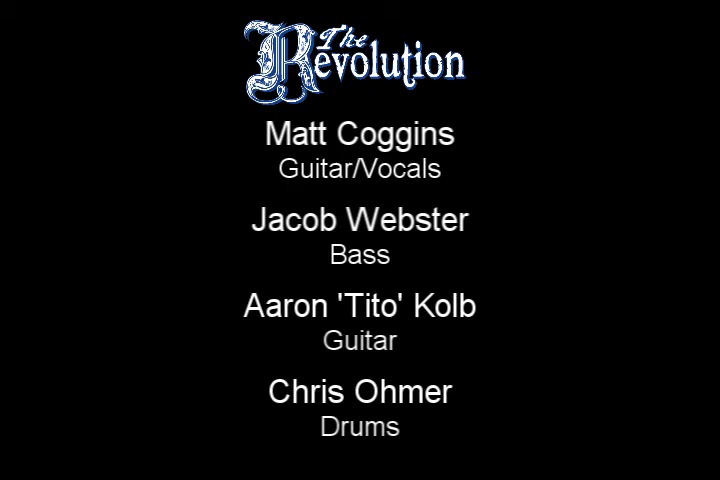 The
Revolution
Matt Coggins
Guitar/Vocals
Jacob Webster
Bass
Aaron 'Tito' Kolb
Guitar
Chris Ohmer
Drums